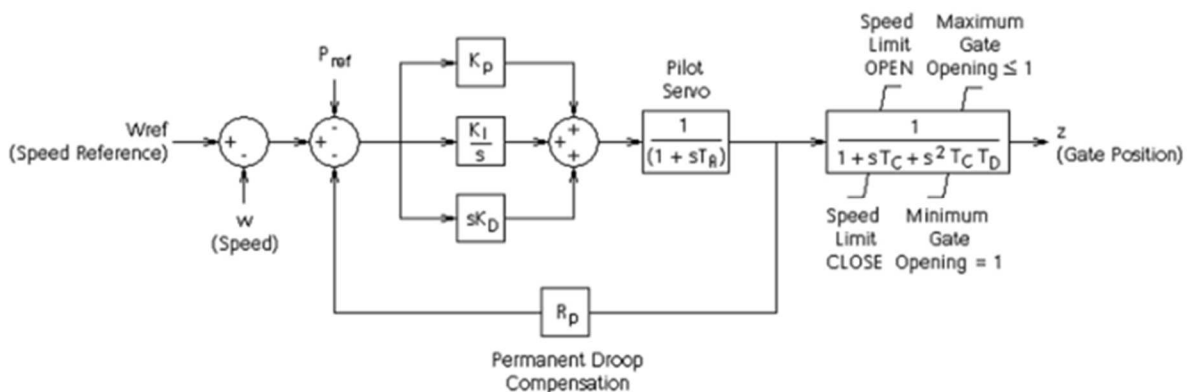 Speed
Limit
OPEN
Maximum
Gate
Opening ≤ 1
Pref
Kp
Pilot
Servo
Wref
(Speed Reference)
+
-
-
+
-
KI
s
+
+
+
1
(1 + sTA)
1
1 + sTC + s² TC TD
z
(Gate Position)
w
(Speed)
sKD
Speed
Limit
CLOSE
Minimum
Gate
Opening = 1
Rp
Permanent Droop
Compensation